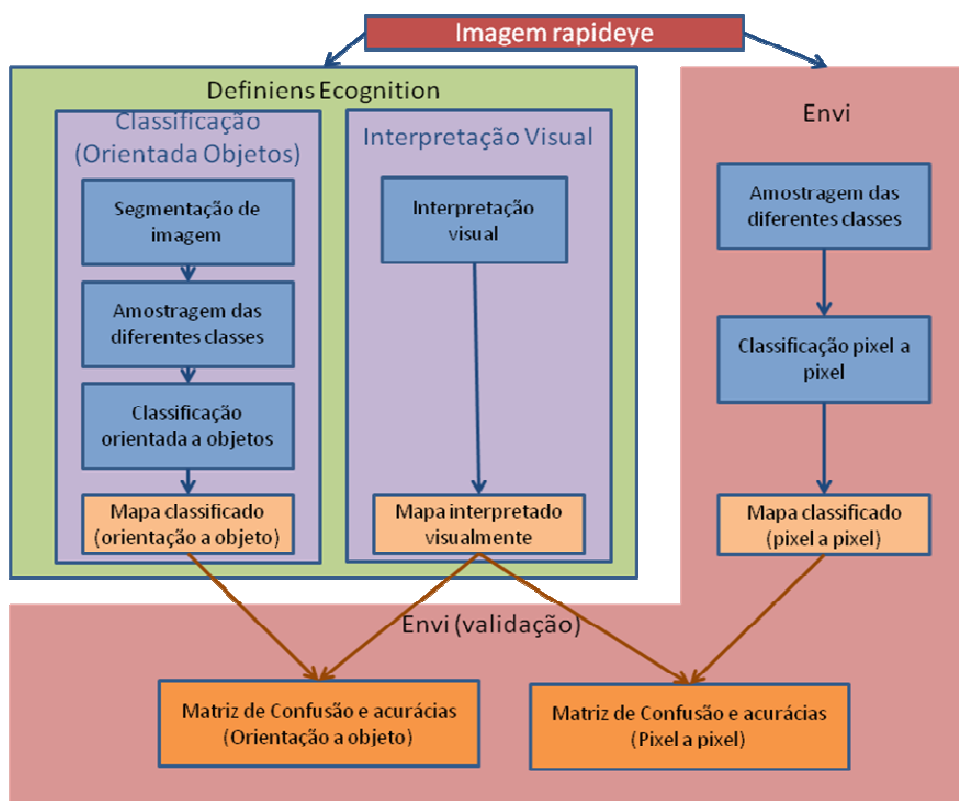 Imagem rapideye
Definiens Ecognition
Classificação
(Orientada Objetos)
Segmentação de
imagem
Amostragem das
diferentes classes
Classificação
orientada a objetos
Mapa classificado
(orientação a objeto)
Interpretação Visual
Interpretação
visual
Mapa interpretado
visualmente
Envi
Amostragem das
diferentes classes
Classificação pixel a
pixel
Mapa classificado
(pixel a pixel)
Envi (validação)
Matriz de Confusão e acurácias
(Orientação a objeto)
Matriz de Confusão e acurácias
(Pixel a pixel)